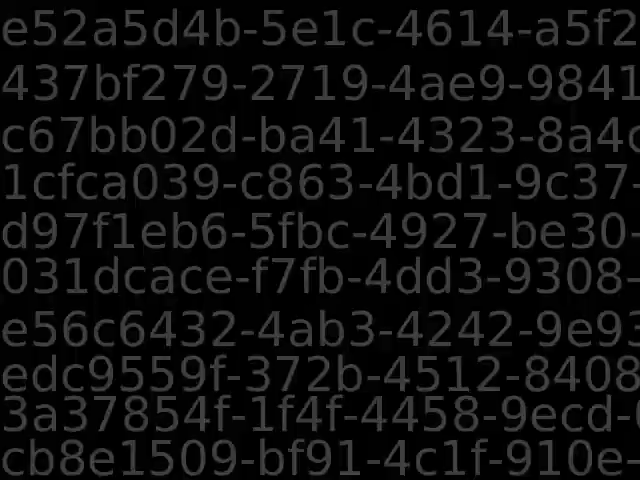 e52a5d4b-5e1c-4614-a5f2
437bf279-2719-4ae9-9841
c67bb02d-ba41-4323-8a4c
1cfca039-c863-4bd1-9c37-
d97f1eb6-5fbc-4927-be30-
031dcace-f7fb-4dd3-9308-
e56c6432-4ab3-4242-9e93
edc9559f-372b-4512-8408
3a37854f-1f4f-4458-9ecd-
cb8e1509-bf91-4c1f-910e-